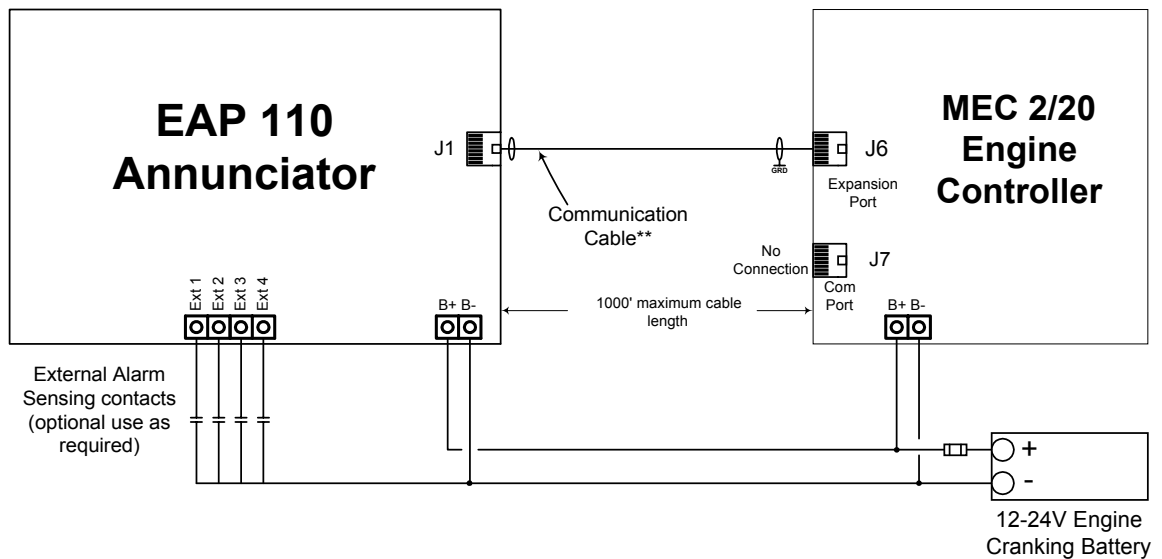 EAP 110
Annunciator
J1
Communication
Cable**
GRD
J6
Expansion
Port
MEC 2/20
Engine
Controller
No
Connection
J7
Com
Port
1000' maximum cable
length
Ext 1
Ext 2
Ext 3
Ext 4
B+ B-
B+ B-
External Alarm
Sensing contacts
(optional use as
required)
+
-
12-24V Engine
Cranking Battery